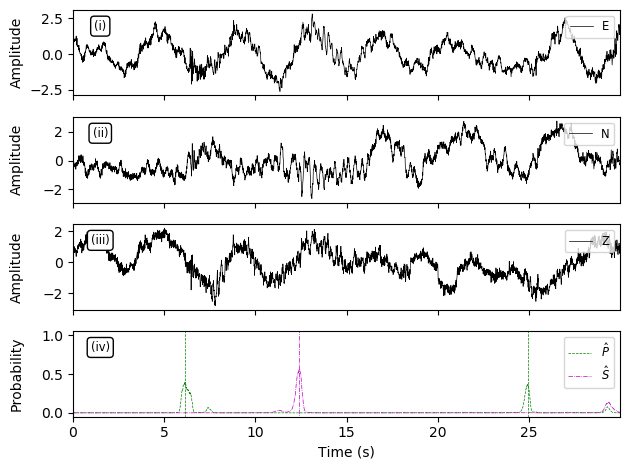 (i)
E
2.5
0.0
−2.5
Amplitude
(ii)
N
2
0
−2
Amplitude
(iii)
Z
2
0
−2
Amplitude
(iv)
P̂
Ŝ
1.0
0.5
0.0
Probability
0 5 10 15 20 25
Time (s)